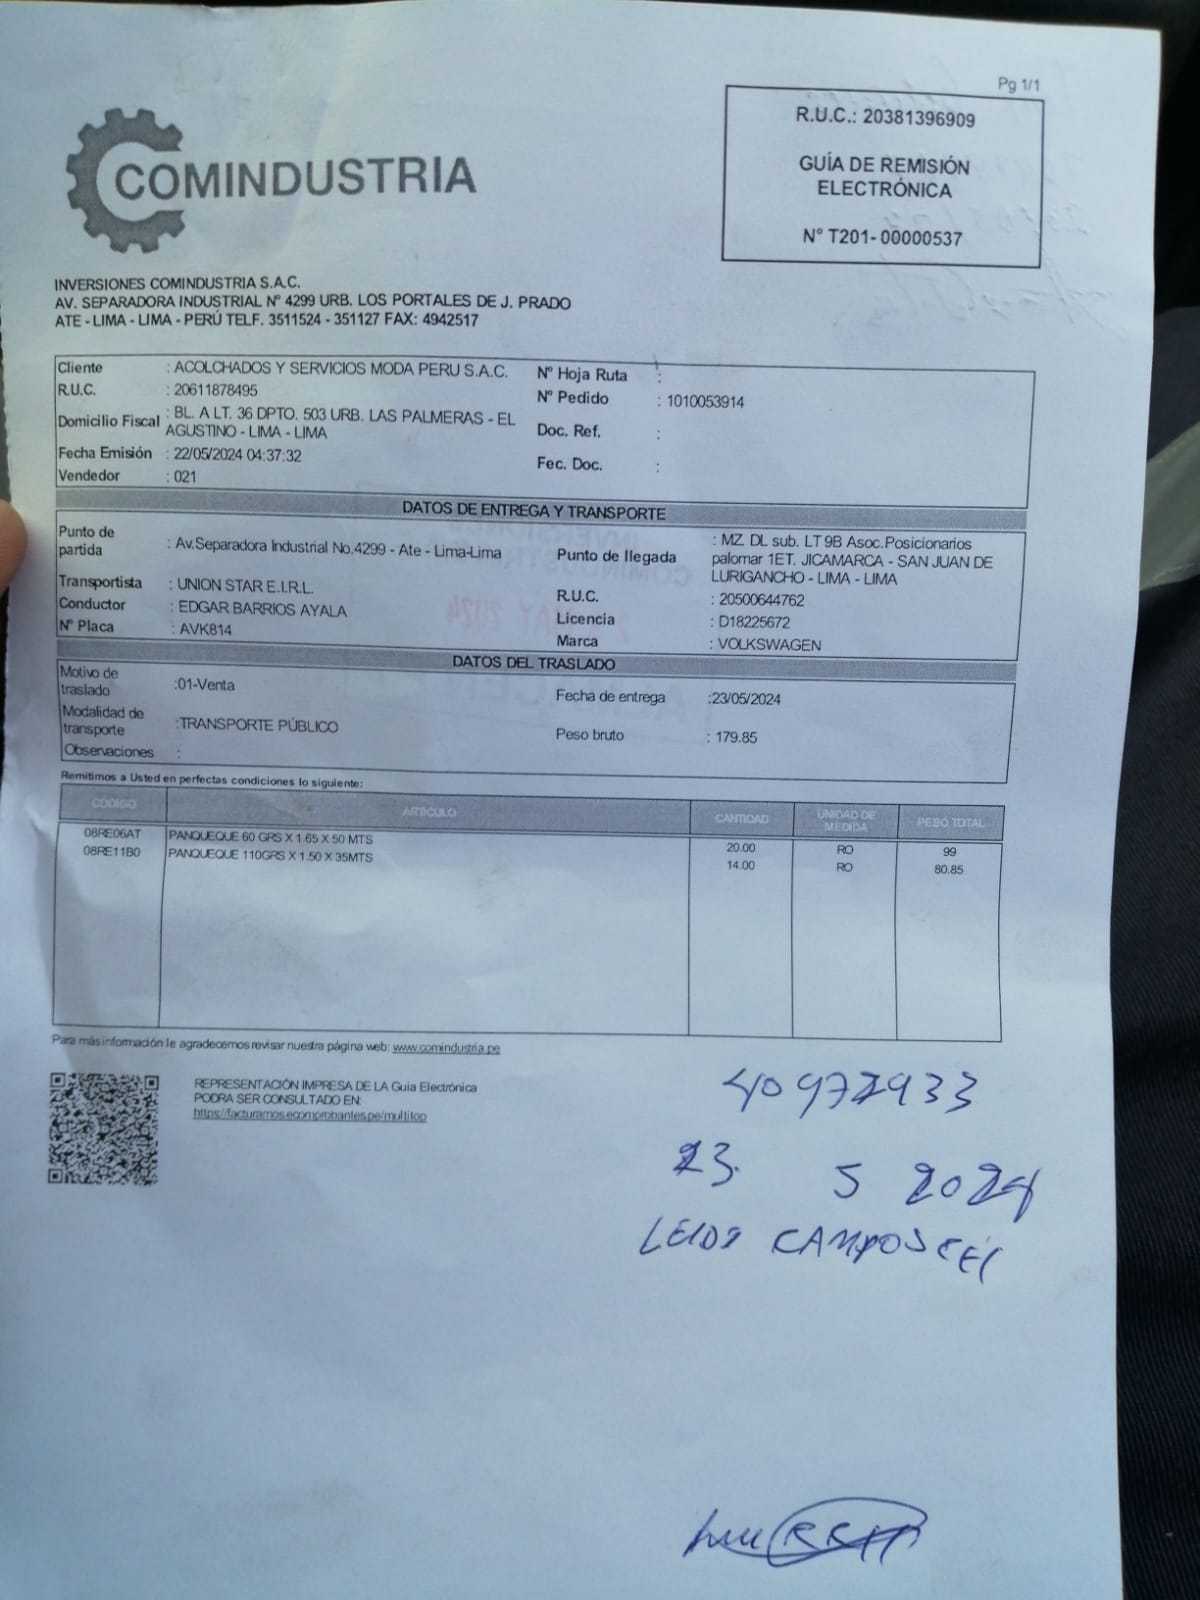 Pg 1/1
COMINDUSTRIA
R.U.C.: 20381396909
GUÍA DE REMISIÓN
ELECTRÓNICA
N° T201- 00000537
INVERSIONES COMINDUSTRIA S.A.C.
AV. SEPARADORA INDUSTRIAL N° 4299 URB. LOS PORTALES DE J. PRADO
ATE - LIMA - LIMA - PERÚ TELF. 3511524 - 351127 FAX: 4942517
Cliente : ACOLCHADOS Y SERVICIOS MODA PERU S.A.C.
R.U.C. : 20611878495
Domicilio Fiscal : BL. A LT. 36 DPTO. 503 URB. LAS PALMERAS - EL
AGUSTINO - LIMA - LIMA
Fecha Emisión : 22/05/2024 04:37:32
Vendedor : 021
N° Hoja Ruta :
N° Pedido : 1010053914
Doc. Ref. :
Fec. Doc. :
DATOS DE ENTREGA Y TRANSPORTE
Punto de
partida : Av.Separadora Industrial No.4299 - Ate - Lima-Lima
Transportista : UNION STAR E.I.R.L.
Conductor : EDGAR BARRIOS AYALA
N° Placa : AVK814
Punto de llegada : MZ. DL sub. LT 9B Asoc.Posicionarios
palomar 1ET. JICAMARCA - SAN JUAN DE
LURIGANCHO - LIMA - LIMA
R.U.C. : 20500644762
Licencia : D18225672
Marca : VOLKSWAGEN
DATOS DEL TRASLADO
Motivo de
traslado :01-Venta
Modalidad de
transporte :TRANSPORTE PÚBLICO
Observaciones :
Fecha de entrega :23/05/2024
Peso bruto : 179.85
Remitimos a Usted en perfectas condiciones lo siguiente:
CÓDIGO ARTICULO CANTIDAD UNIDAD DE MEDIDA PESO TOTAL
08RE06AT PANQUEQUE 60 GRS X 1.65 X 50 MTS 20.00 RO 99
08RE11B0 PANQUEQUE 110GRS X 1.50 X 35MTS 14.00 RO 80.85
Para más información le agradecemos revisar nuestra página web: www.comindustria.pe
REPRESENTACIÓN IMPRESA DE LA Guía Electrónica
PODRA SER CONSULTADO EN:
https://facturamos.ecomprobantes.pe/multitop
40972933
23. 5 2024
CAMPOS